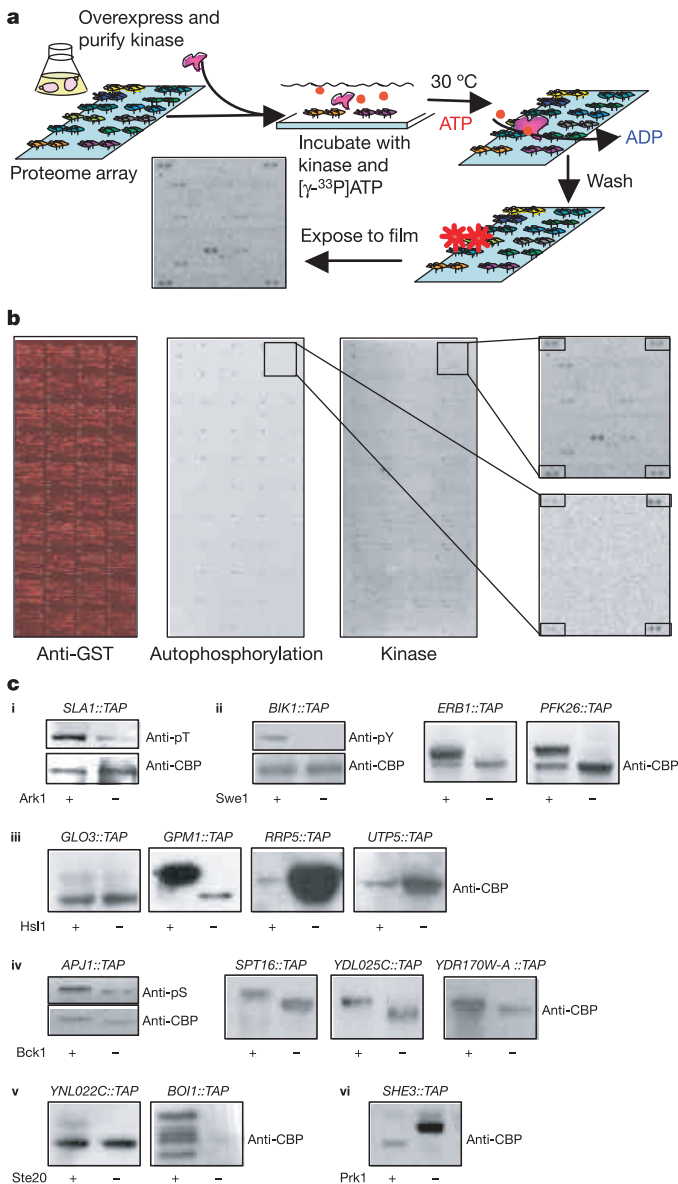 a
Overexpress and
purify kinase
Proteome array
Incubate with
kinase and
[γ-³³P]ATP
30 ºC
ATP
ADP
Wash
Expose to film
b
Anti-GST
Autophosphorylation
Kinase
c
i
SLA1::TAP
Anti-pT
Anti-CBP
Ark1 + –
ii
BIK1::TAP
Anti-pY
Anti-CBP
Swe1 + –
ERB1::TAP
+ –
PFK26::TAP
Anti-CBP
+ –
iii
GLO3::TAP GPM1::TAP RRP5::TAP UTP5::TAP
Anti-CBP
Hsl1 + – + – + – + –
iv
APJ1::TAP
Anti-pS
Anti-CBP
Bck1 + –
SPT16::TAP YDL025C::TAP YDR170W-A ::TAP
Anti-CBP
+ – + – + –
v
YNL022C::TAP BOI1::TAP
Anti-CBP
Ste20 + – + –
vi
SHE3::TAP
Anti-CBP
Prk1 + –